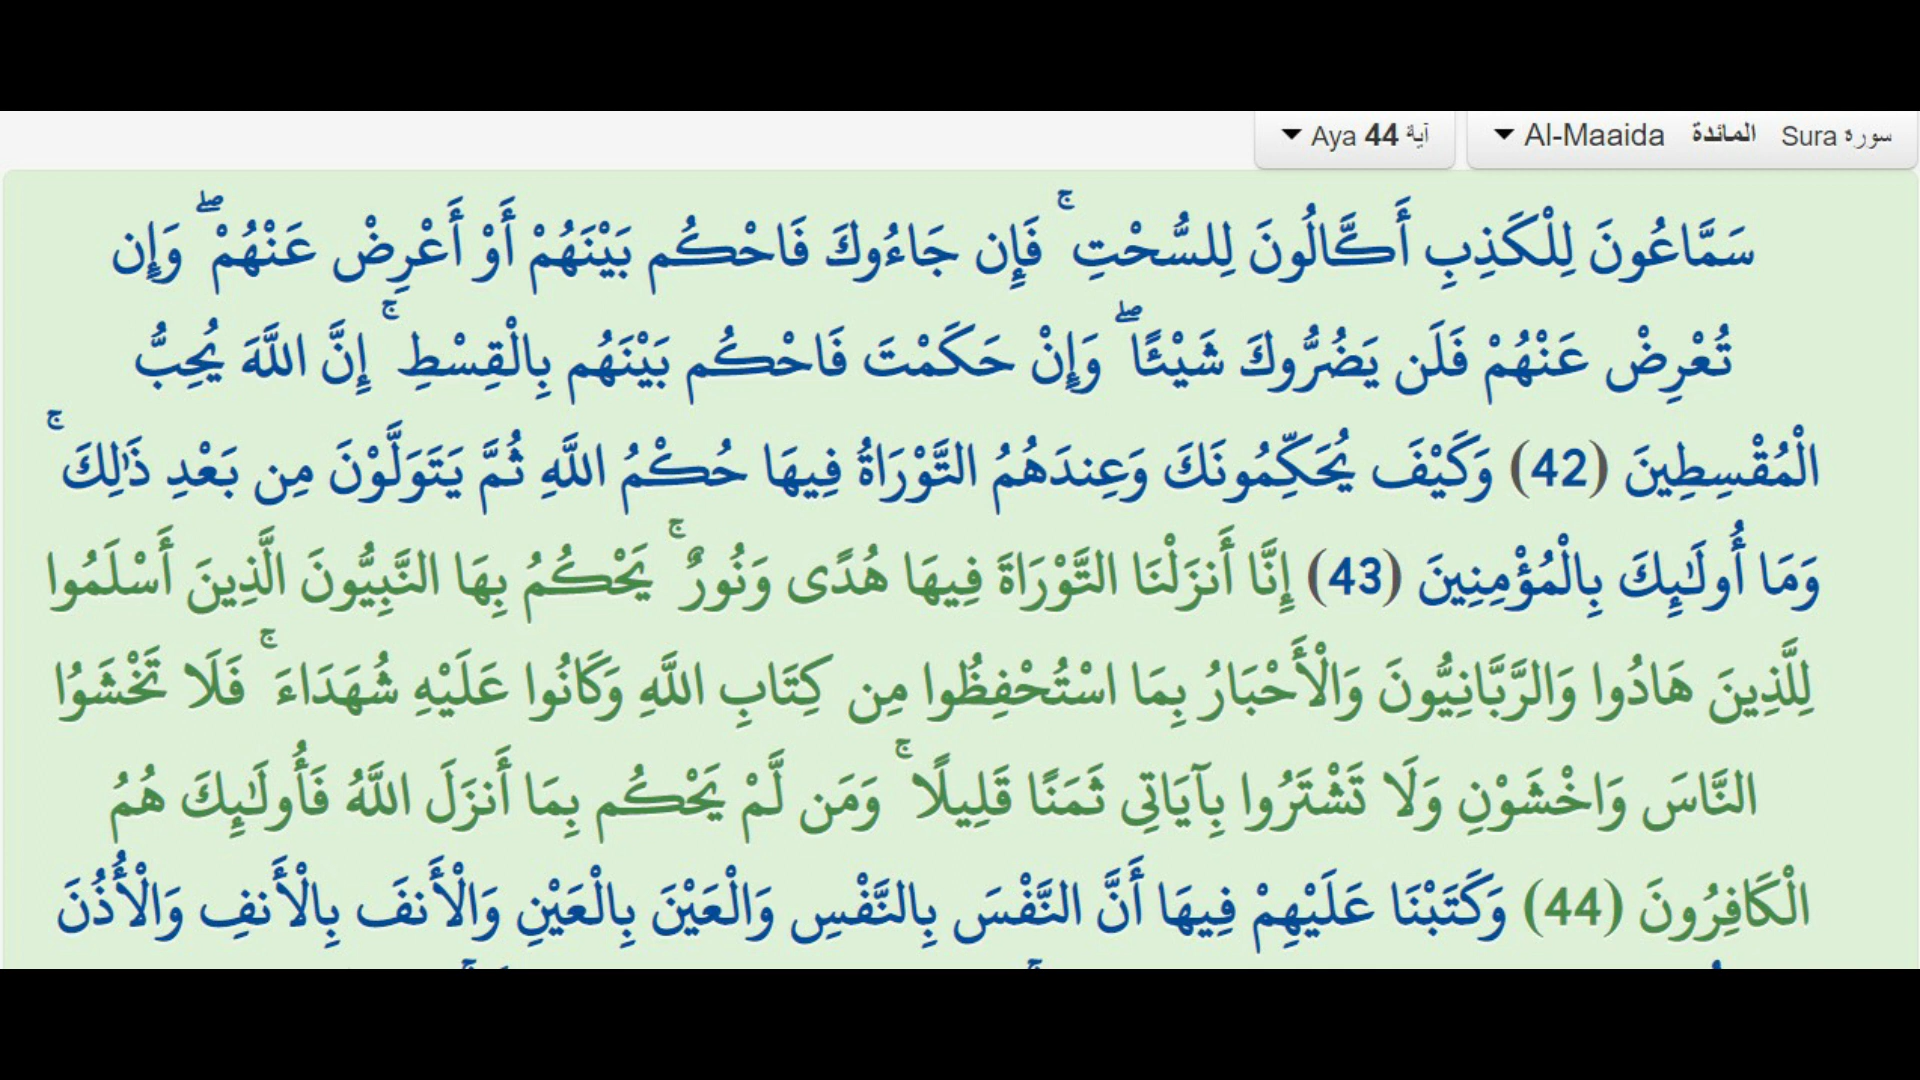 سورة Sura المائدة Al-Maaida آية 44 Aya
سَمَّاعُونَ لِلْكَذِبِ أَكَّالُونَ لِلسُّحْتِ ۚ فَإِن جَاءُوكَ فَاحْكُم بَيْنَهُمْ أَوْ أَعْرِضْ عَنْهُمْ ۖ وَإِن
تُعْرِضْ عَنْهُمْ فَلَن يَضُرُّوكَ شَيْئًا ۖ وَإِنْ حَكَمْتَ فَاحْكُم بَيْنَهُم بِالْقِسْطِ ۚ إِنَّ اللَّهَ يُحِبُّ
الْمُقْسِطِينَ (42) وَكَيْفَ يُحَكِّمُونَكَ وَعِندَهُمُ التَّوْرَاةُ فِيهَا حُكْمُ اللَّهِ ثُمَّ يَتَوَلَّوْنَ مِن بَعْدِ ذَٰلِكَ ۚ
وَمَا أُولَٰئِكَ بِالْمُؤْمِنِينَ (43) إِنَّا أَنزَلْنَا التَّوْرَاةَ فِيهَا هُدًى وَنُورٌ ۚ يَحْكُمُ بِهَا النَّبِيُّونَ الَّذِينَ أَسْلَمُوا
لِلَّذِينَ هَادُوا وَالرَّبَّانِيُّونَ وَالْأَحْبَارُ بِمَا اسْتُحْفِظُوا مِن كِتَابِ اللَّهِ وَكَانُوا عَلَيْهِ شُهَدَاءَ ۚ فَلَا تَخْشَوُا
النَّاسَ وَاخْشَوْنِ وَلَا تَشْتَرُوا بِآيَاتِي ثَمَنًا قَلِيلًا ۚ وَمَن لَّمْ يَحْكُم بِمَا أَنزَلَ اللَّهُ فَأُولَٰئِكَ هُمُ
الْكَافِرُونَ (44) وَكَتَبْنَا عَلَيْهِمْ فِيهَا أَنَّ النَّفْسَ بِالنَّفْسِ وَالْعَيْنَ بِالْعَيْنِ وَالْأَنفَ بِالْأَنفِ وَالْأُذُنَ